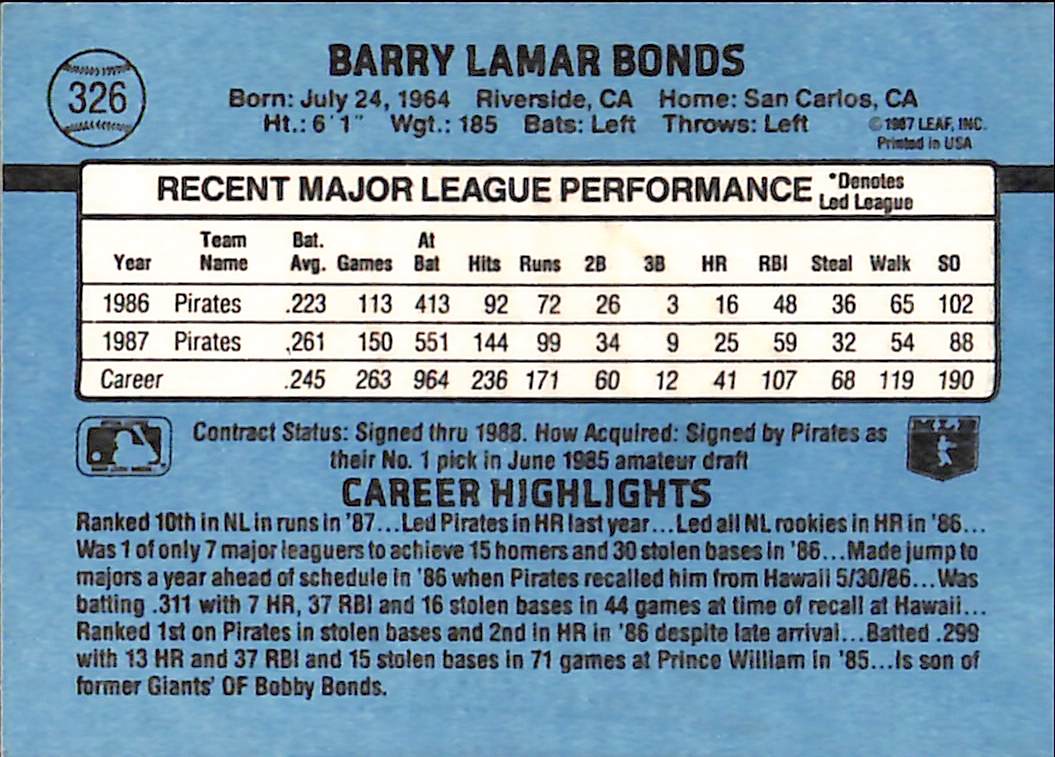 326
BARRY LAMAR BONDS
Born: July 24, 1964 Riverside, CA Home: San Carlos, CA
Ht.: 6'1" Wgt.: 185 Bats: Left Throws: Left
© 1987 LEAF, INC.
Printed in USA
RECENT MAJOR LEAGUE PERFORMANCE *Denotes Led League
Year Team Name Bat. Avg. Games At Bat Hits Runs 2B 3B HR RBI Steal Walk SO
1986 Pirates .223 113 413 92 72 26 3 16 48 36 65 102
1987 Pirates .261 150 551 144 99 34 9 25 59 32 54 88
Career .245 263 964 236 171 60 12 41 107 68 119 190
Contract Status: Signed thru 1988. How Acquired: Signed by Pirates as
their No. 1 pick in June 1985 amateur draft
MLB
CAREER HIGHLIGHTS
Ranked 10th in NL in runs in '87...Led Pirates in HR last year...Led all NL rookies in HR in '86...
Was 1 of only 7 major leaguers to achieve 15 homers and 30 stolen bases in '86...Made jump to
majors a year ahead of schedule in '86 when Pirates recalled him from Hawaii 5/30/86...Was
batting .311 with 7 HR, 37 RBI and 16 stolen bases in 44 games at time of recall at Hawaii...
Ranked 1st on Pirates in stolen bases and 2nd in HR in '86 despite late arrival...Batted .299
with 13 HR and 37 RBI and 15 stolen bases in 71 games at Prince William in '85...Is son of
former Giants' OF Bobby Bonds.